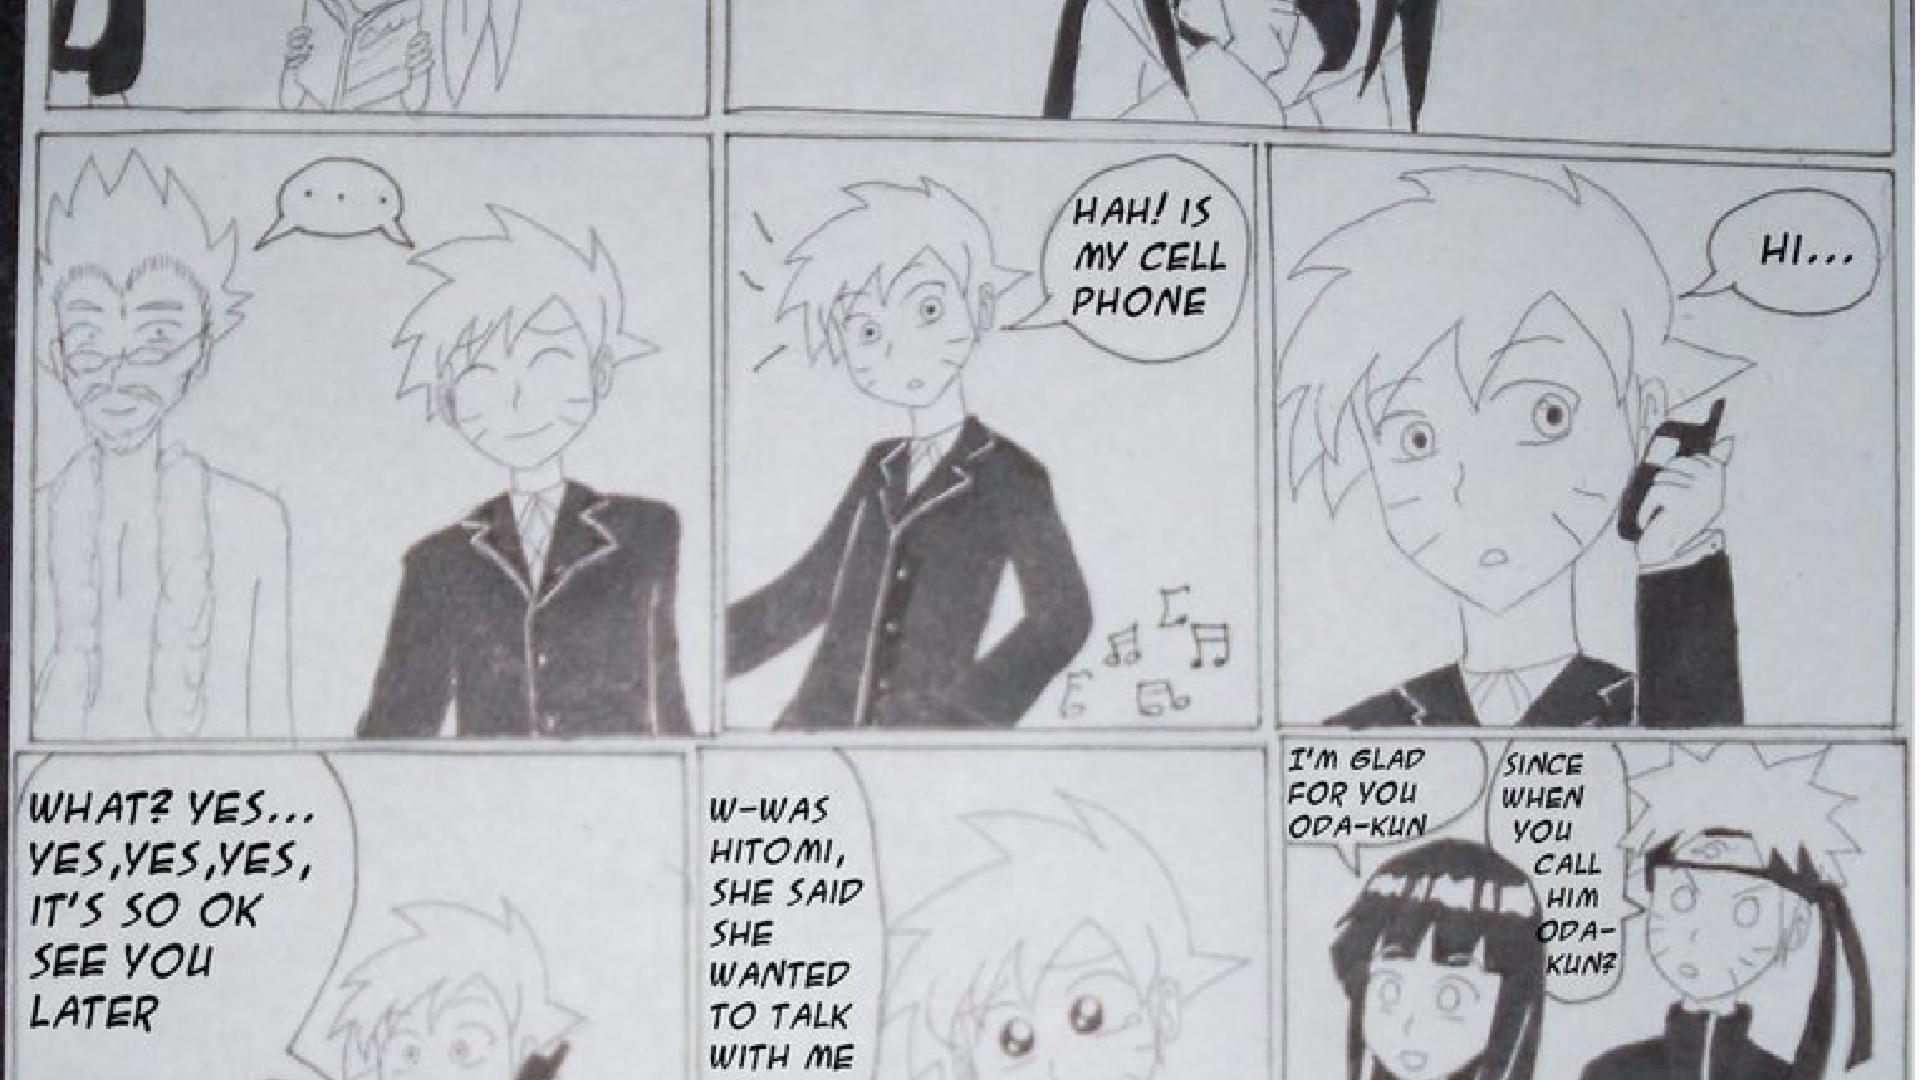 . . .
HAH! IS
MY CELL
PHONE
HI...
WHAT? YES...
YES,YES,YES,
IT'S SO OK
SEE YOU
LATER
W-WAS
HITOMI,
SHE SAID
SHE
WANTED
TO TALK
WITH ME
I'M GLAD
FOR YOU
ODA-KUN
SINCE
WHEN
YOU
CALL
HIM
ODA-
KUN?